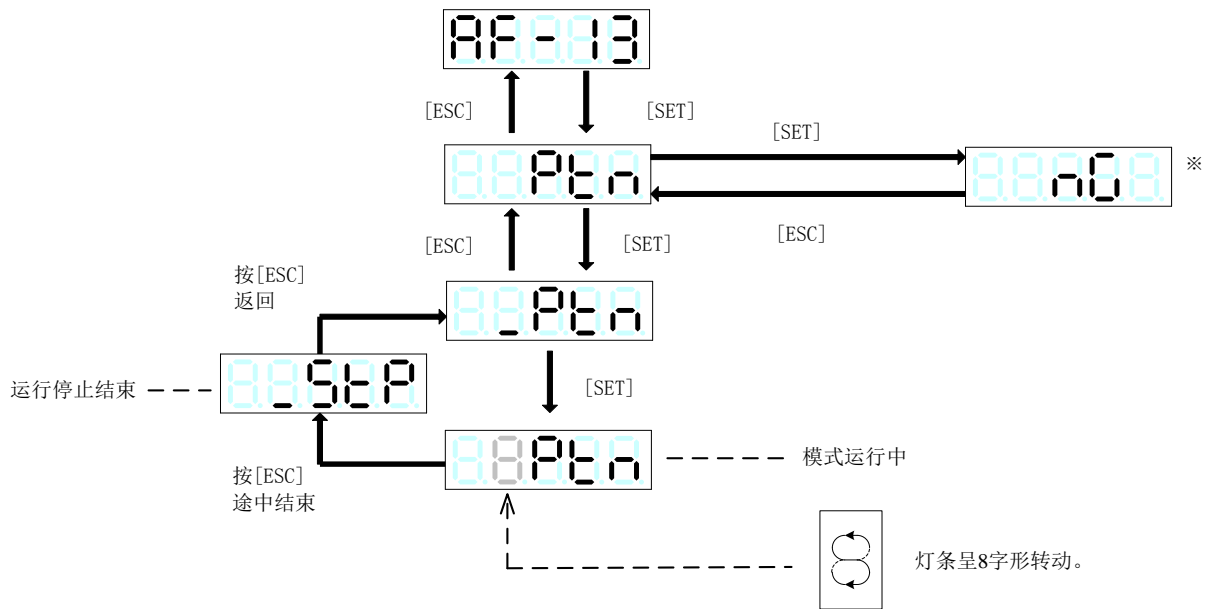 AF-13
[ESC]
[SET]
[SET]
Ptn
nG
※
[ESC]
[ESC]
[SET]
按[ESC]
返回
_Ptn
_StP
运行停止结束
[SET]
Ptn
模式运行中
按[ESC]
途中结束
灯条呈8字形转动。